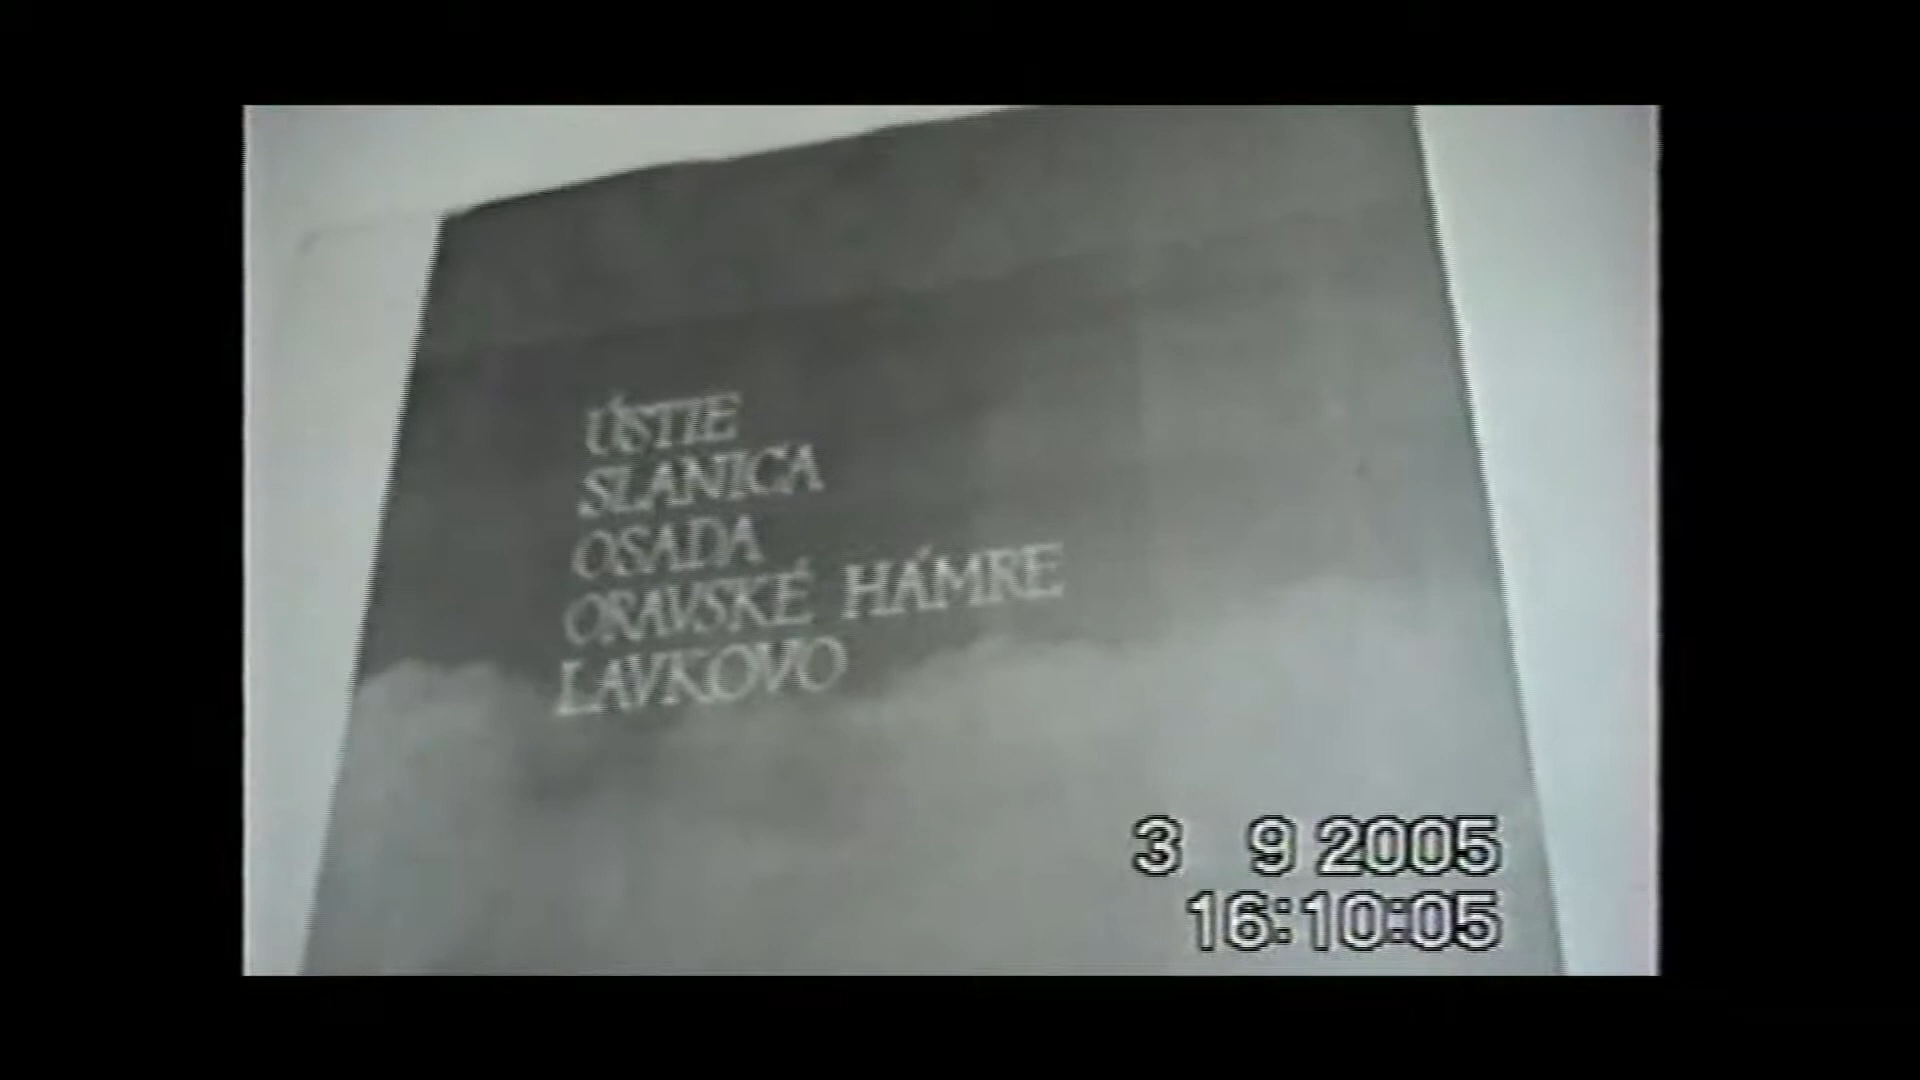 ÚSTIE
SLANICA
OSADA
ORAVSKÉ HÁMRE
LAVKOVO
3 9 2005
16:10:05